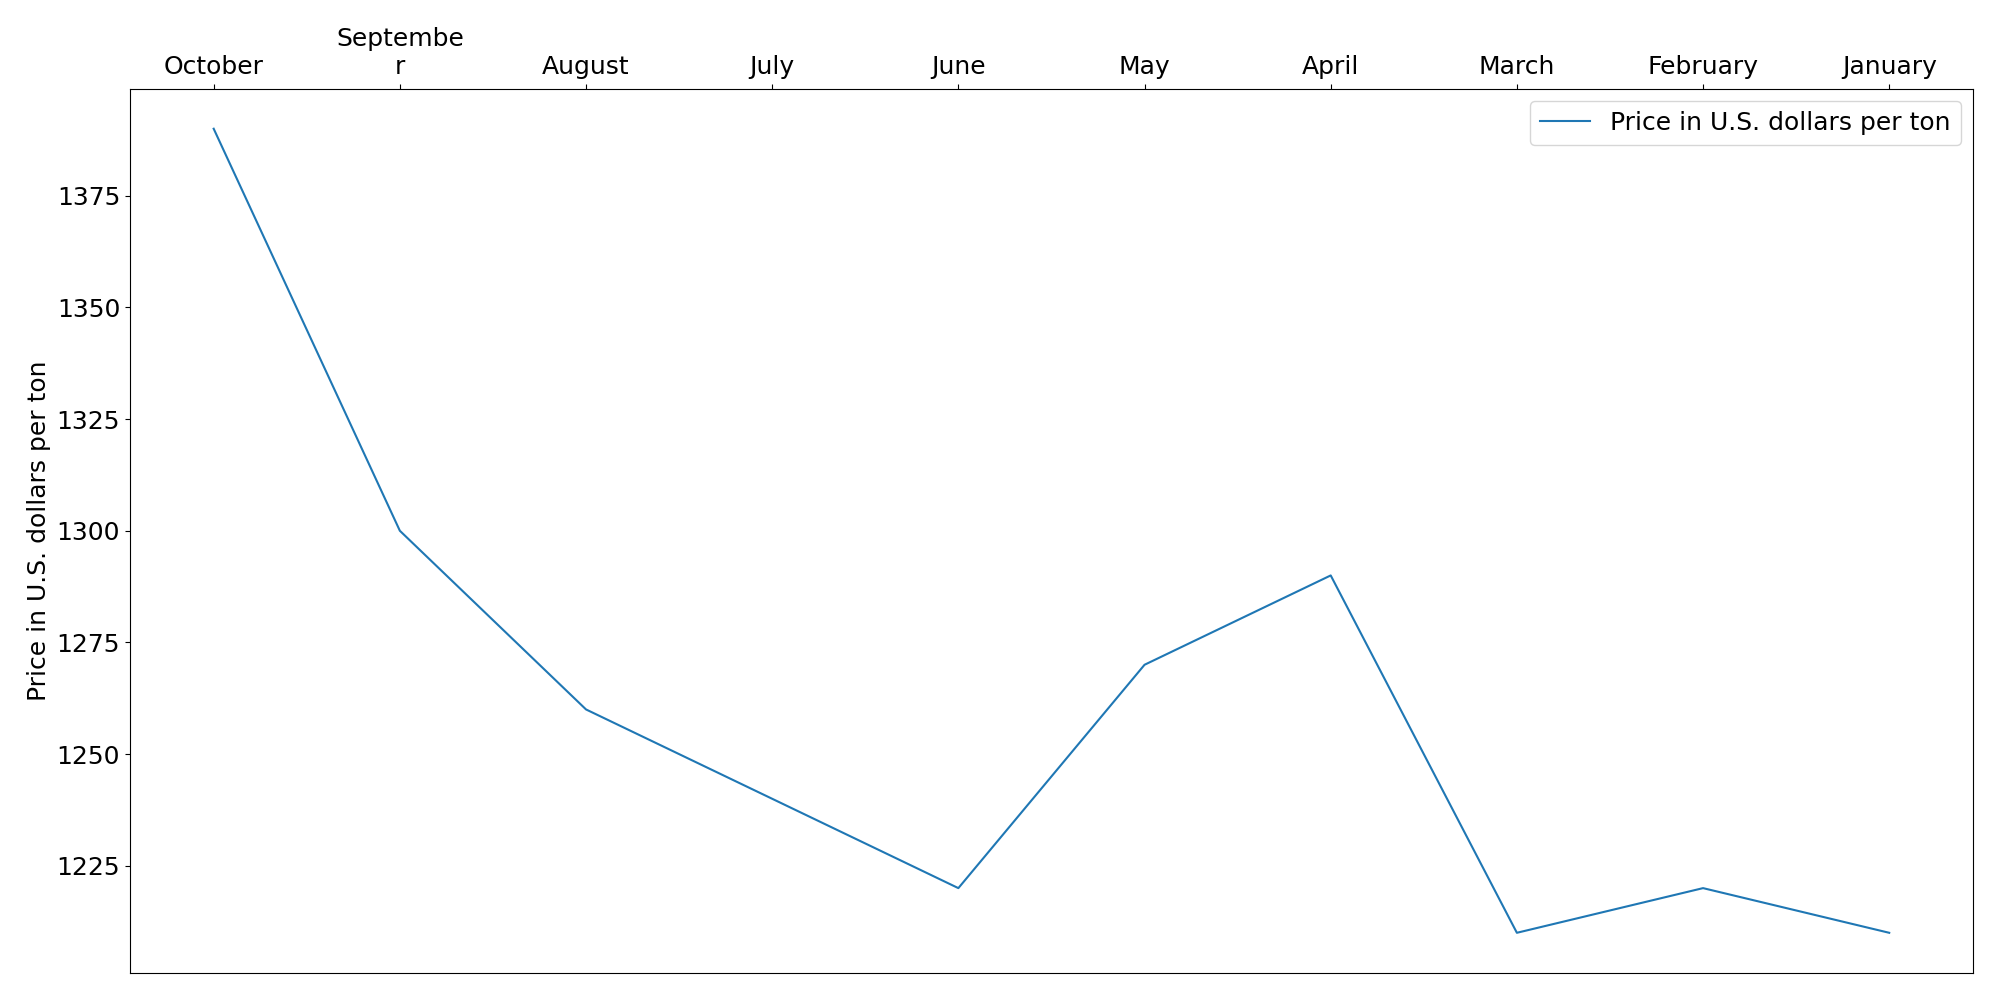 October
Septembe
r
August
July
June
May
April
March
February
January
Price in U.S. dollars per ton
1375
1350
1325
1300
1275
1250
1225
Price in U.S. dollars per ton